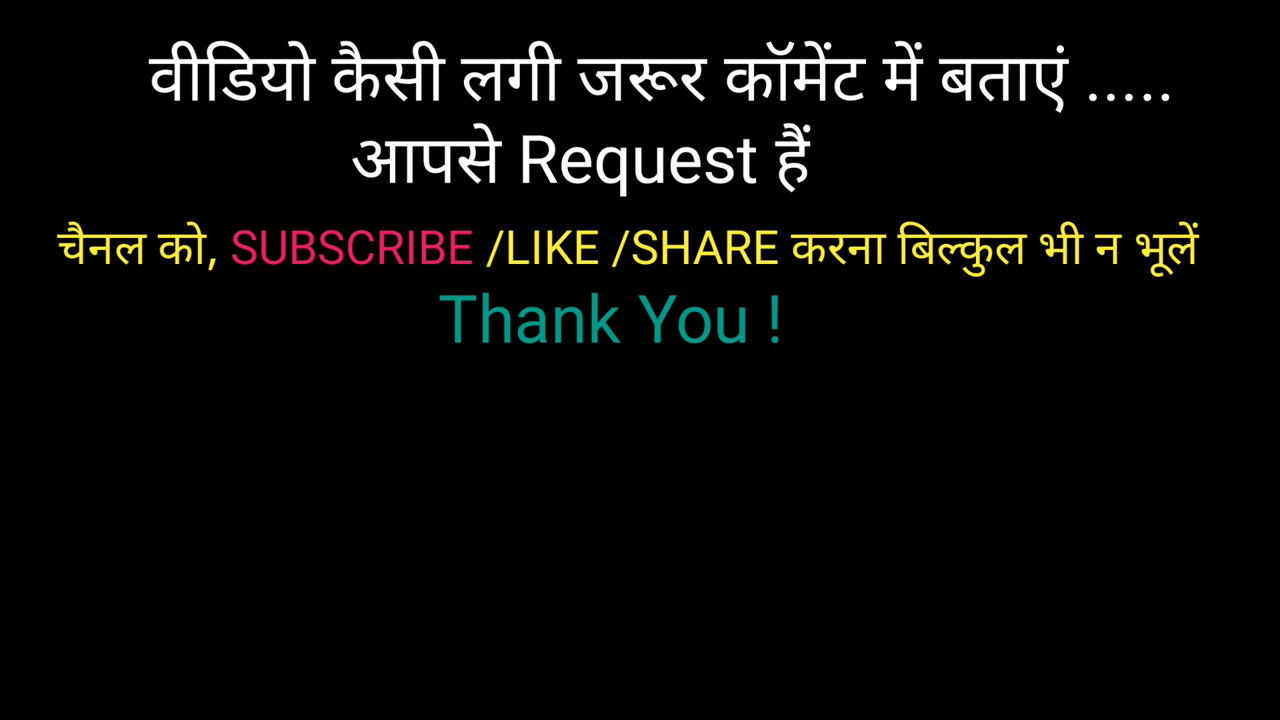 वीडियो कैसी लगी जरूर कॉमेंट में बताएं .....
आपसे Request हैं
चैनल को, SUBSCRIBE /LIKE /SHARE करना बिल्कुल भी न भूलें
Thank You !